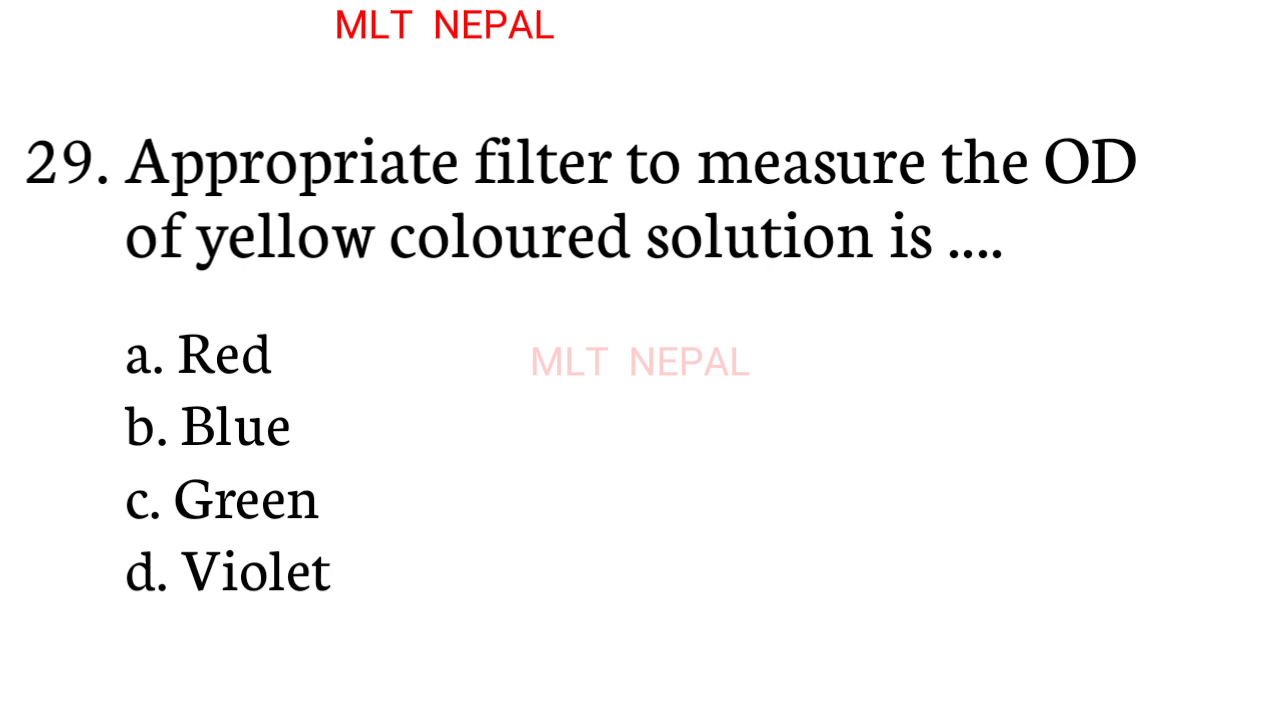 MLT NEPAL
29. Appropriate filter to measure the OD
of yellow coloured solution is ....
a. Red
MLT NEPAL
b. Blue
c. Green
d. Violet